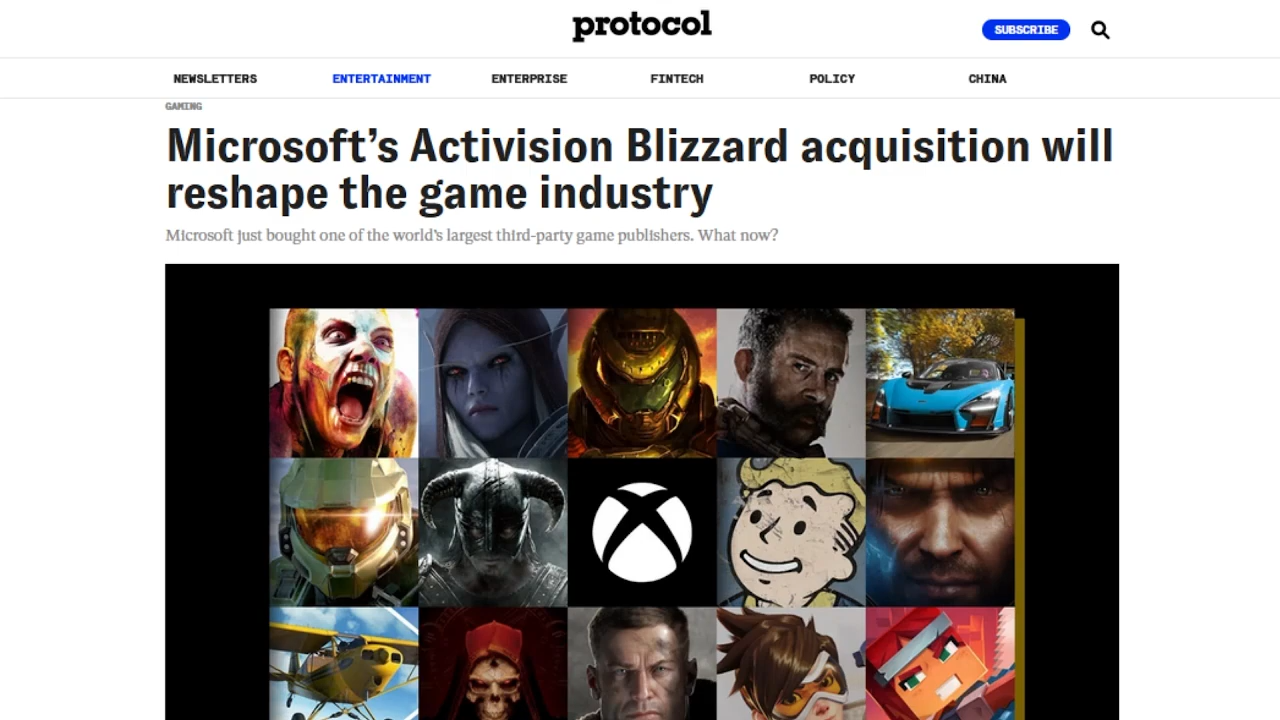 protocol
SUBSCRIBE
NEWSLETTERS
ENTERTAINMENT
ENTERPRISE
FINTECH
POLICY
CHINA
GAMING
Microsoft’s Activision Blizzard acquisition will
reshape the game industry
Microsoft just bought one of the world’s largest third-party game publishers. What now?